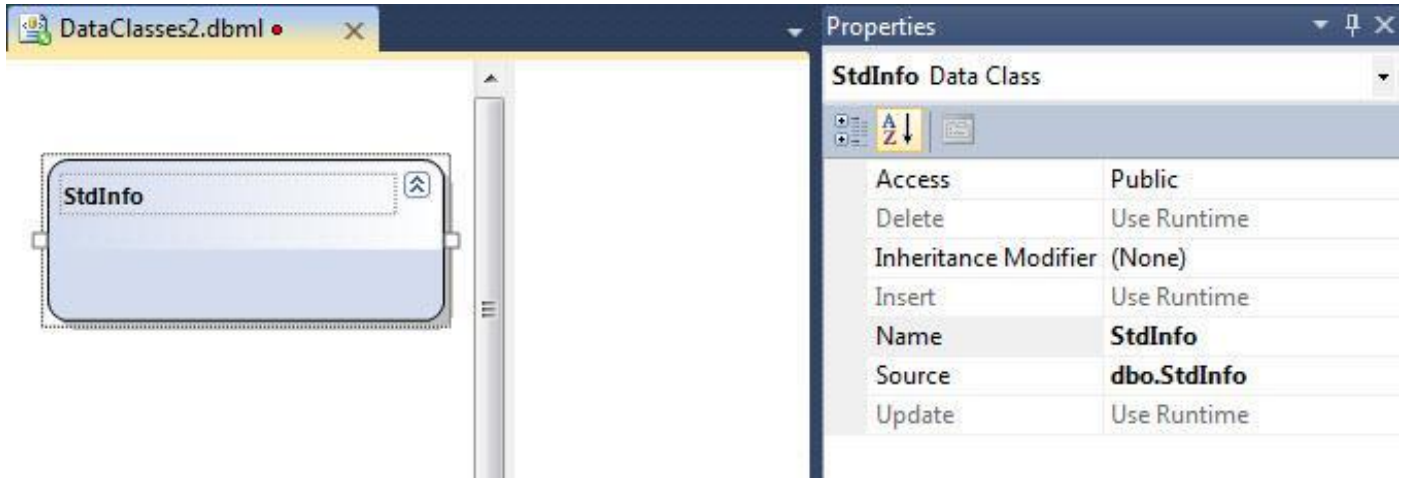 DataClasses2.dbml
StdInfo
Properties
StdInfo Data Class
A Z
Access Public
Delete Use Runtime
Inheritance Modifier (None)
Insert Use Runtime
Name StdInfo
Source dbo.StdInfo
Update Use Runtime